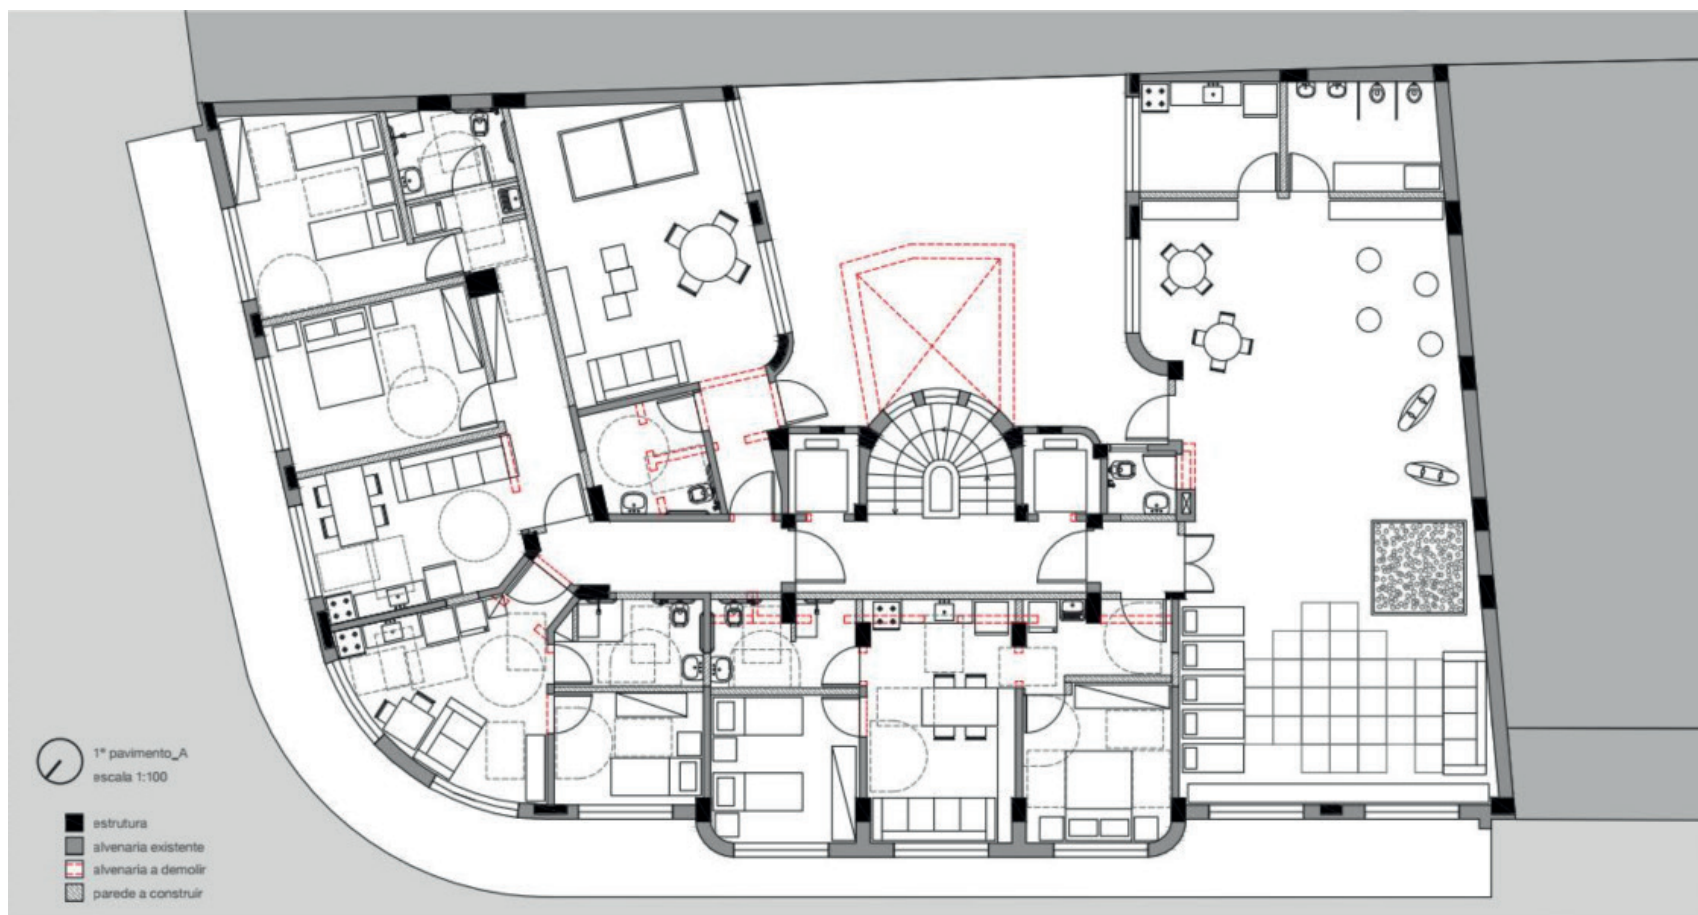 1º pavimento_A
escala 1:100
estrutura
alvenaria existente
alvenaria a demolir
parede a construir